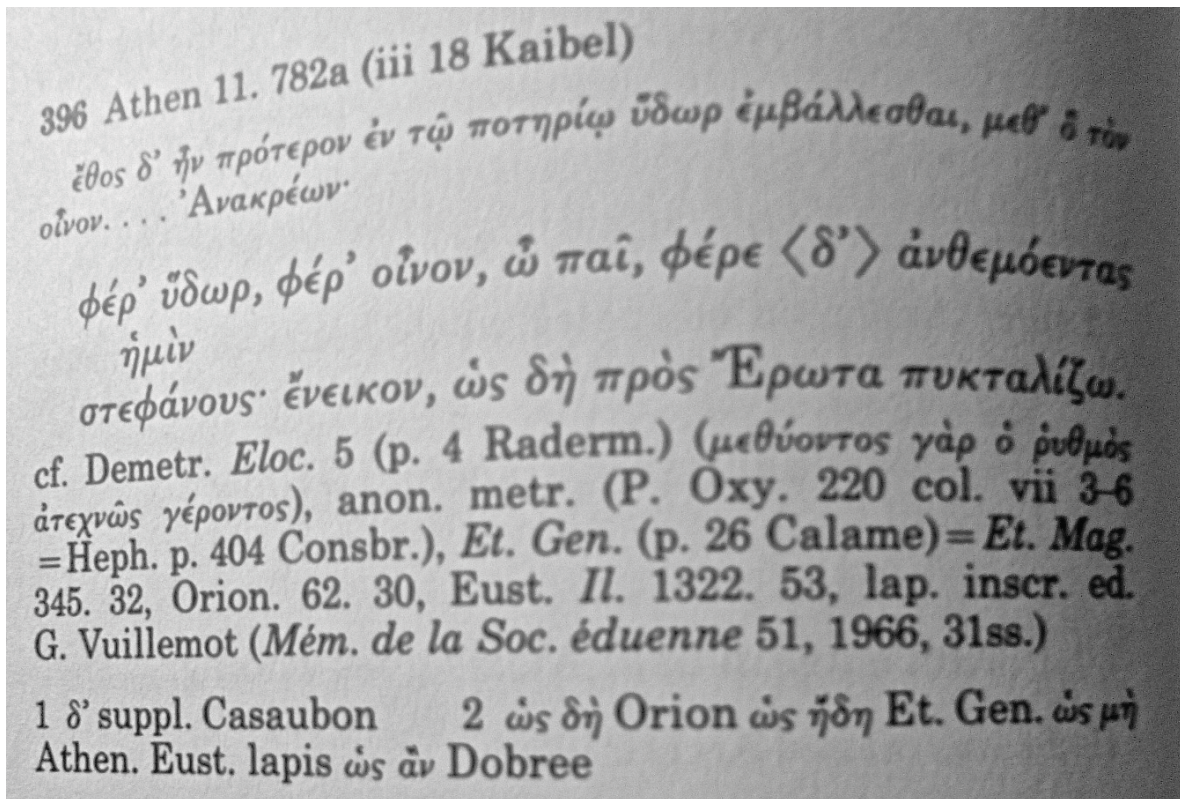 396 Athen 11. 782a (iii 18 Kaibel)
ἔθος δ’ ἦν πρότερον ἐν τῷ ποτηρίῳ ὕδωρ ἐμβάλλεσθαι, μεθ’ ὃ τὸν
οἶνον. . . . Ἀνακρέων·
φέρ’ ὕδωρ, φέρ’ οἶνον, ὦ παῖ, φέρε ⟨δ’⟩ ἀνθεμόεντας
ἡμὶν
στεφάνους· ἔνεικον, ὡς δὴ πρὸς Ἔρωτα πυκταλίζω.
cf. Demetr. Eloc. 5 (p. 4 Raderm.) (μεθύοντος γὰρ ὁ ῥυθμὸς
ἀτεχνῶς γέροντος), anon. metr. (P. Oxy. 220 col. vii 3–6
=Heph. p. 404 Consbr.), Et. Gen. (p. 26 Calame)=Et. Mag.
345. 32, Orion. 62. 30, Eust. Il. 1322. 53, lap. inscr. ed.
G. Vuillemot (Mém. de la Soc. éduenne 51, 1966, 31ss.)
1 δ’ suppl. Casaubon 2 ὡς δὴ Orion ὡς ἤδη Et. Gen. ὡς μὴ
Athen. Eust. lapis ὡς ἂν Dobree